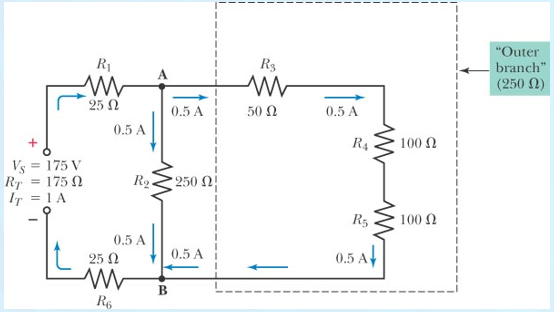 R1
25 Ω
A
0.5 A
0.5 A
R3
50 Ω
0.5 A
"Outer
branch"
(250 Ω)
+
VS = 175 V
RT = 175 Ω
IT = 1 A
−
R2
250 Ω
R4
100 Ω
R5
100 Ω
0.5 A
0.5 A
0.5 A
25 Ω
R6
B